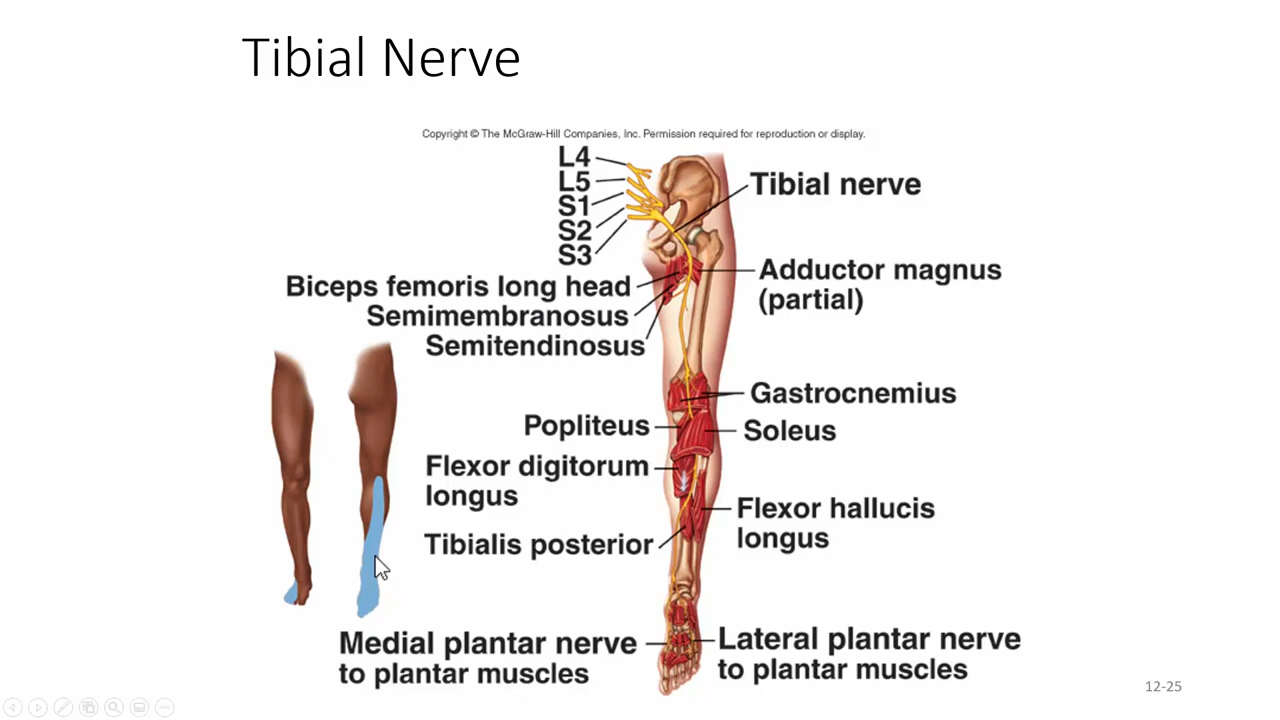 Tibial Nerve
Copyright © The McGraw-Hill Companies, Inc. Permission required for reproduction or display.
L4
L5
S1
S2
S3
Tibial nerve
Biceps femoris long head
Semimembranosus
Semitendinosus
Adductor magnus
(partial)
Gastrocnemius
Popliteus
Soleus
Flexor digitorum
longus
Flexor hallucis
longus
Tibialis posterior
Medial plantar nerve
to plantar muscles
Lateral plantar nerve
to plantar muscles
12-25